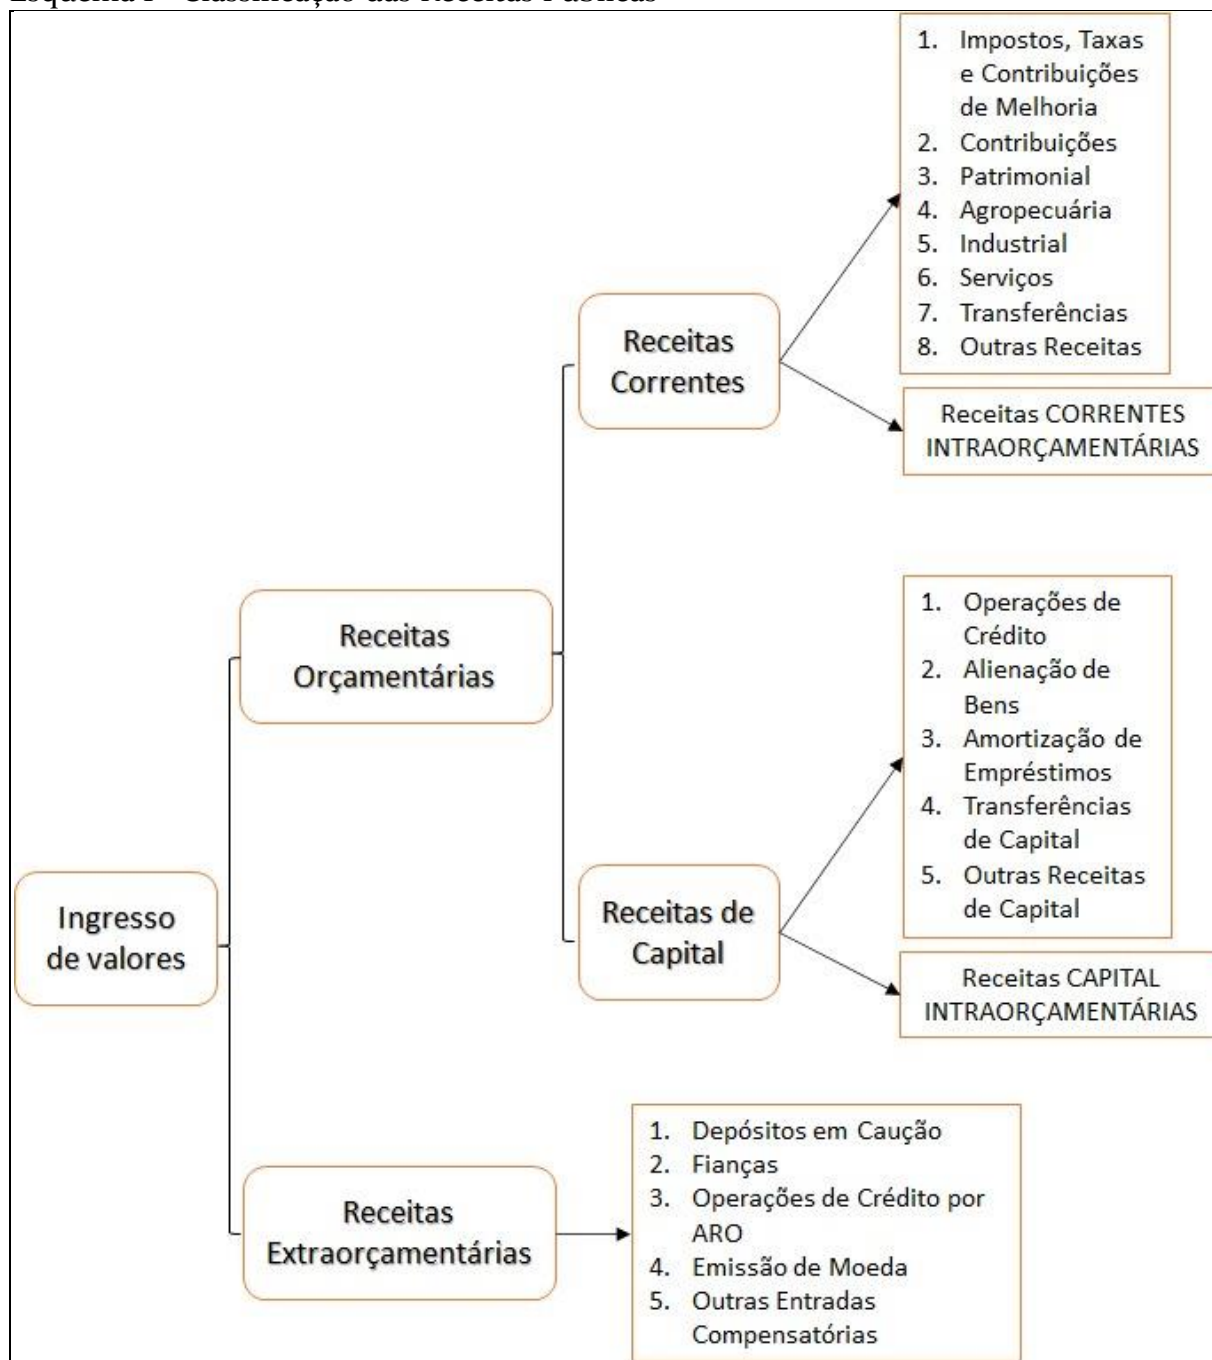 Esquema I - Classificação das Receitas Públicas
1. Impostos, Taxas
e Contribuições
de Melhoria
2. Contribuições
3. Patrimonial
4. Agropecuária
5. Industrial
6. Serviços
7. Transferências
8. Outras Receitas
Receitas
Correntes
Receitas CORRENTES
INTRAORÇAMENTÁRIAS
Receitas
Orçamentárias
1. Operações de
Crédito
2. Alienação de
Bens
3. Amortização de
Empréstimos
4. Transferências
de Capital
5. Outras Receitas
de Capital
Receitas de
Capital
Receitas CAPITAL
INTRAORÇAMENTÁRIAS
Ingresso
de valores
Receitas
Extraorçamentárias
1. Depósitos em Caução
2. Fianças
3. Operações de Crédito por
ARO
4. Emissão de Moeda
5. Outras Entradas
Compensatórias